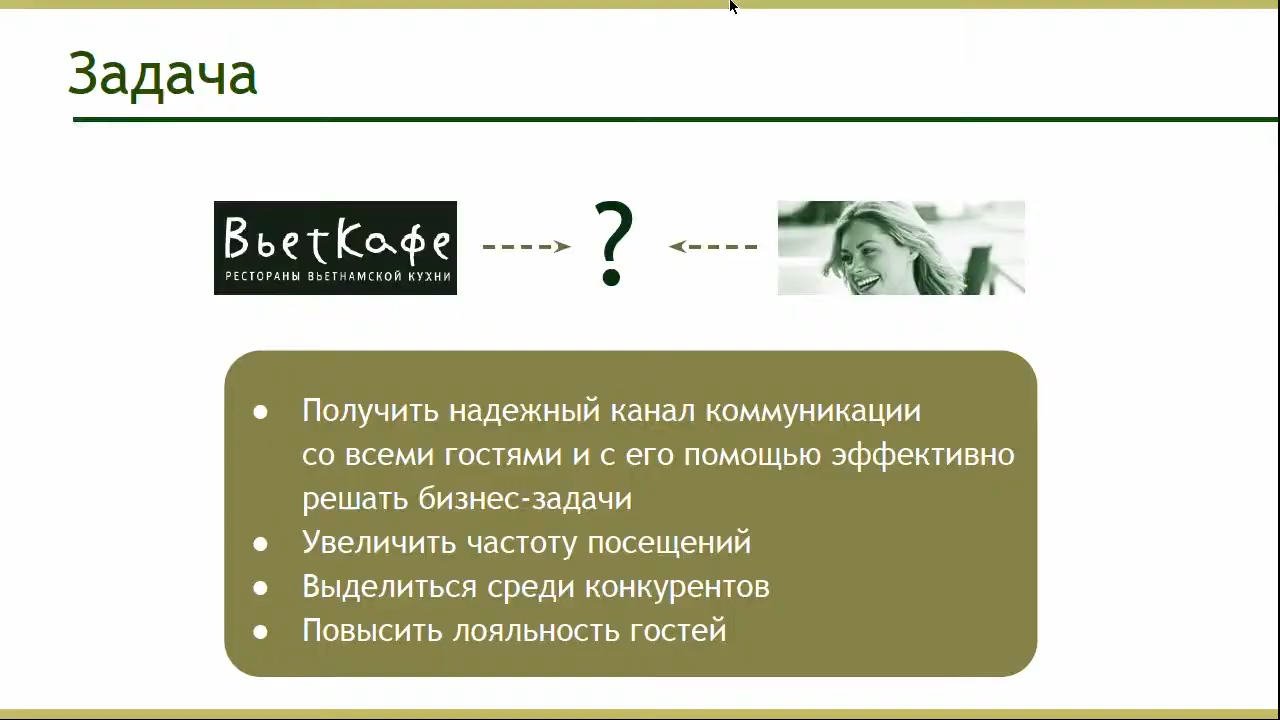 Задача
ВьетКафе
РЕСТОРАНЫ ВЬЕТНАМСКОЙ КУХНИ
?
● Получить надежный канал коммуникации
со всеми гостями и с его помощью эффективно
решать бизнес-задачи
● Увеличить частоту посещений
● Выделиться среди конкурентов
● Повысить лояльность гостей